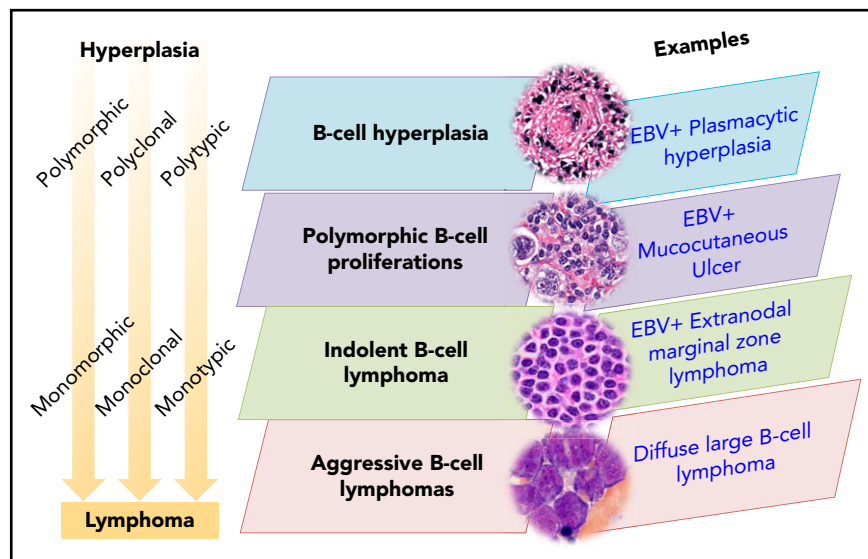 Hyperplasia
Examples
Polymorphic
Polyclonal
Polytypic
B-cell hyperplasia
EBV+ Plasmacytic
hyperplasia
Polymorphic B-cell
proliferations
EBV+
Mucocutaneous
Ulcer
Monomorphic
Monoclonal
Monotypic
Indolent B-cell
lymphoma
EBV+ Extranodal
marginal zone
lymphoma
Aggressive B-cell
lymphomas
Diffuse large B-cell
lymphoma
Lymphoma